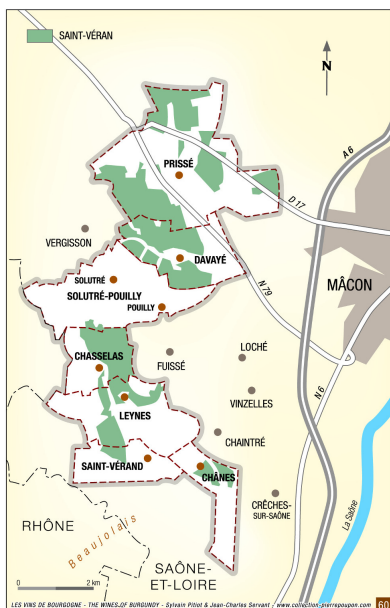 SAINT-VÉRAN
N
A 6
PRISSÉ
D 17
VERGISSON
DAVAYÉ
SOLUTRÉ
SOLUTRÉ-POUILLY
POUILLY
N 79
MÂCON
CHASSELAS
FUISSÉ
LOCHÉ
LEYNES
VINZELLES
N 6
CHAINTRÉ
SAINT-VÉRAND
CHÂNES
CRÊCHES-
SUR-SAÔNE
La Saône
RHÔNE
Beaujolais
SAÔNE-
ET-LOIRE
0 2 km
LES VINS DE BOURGOGNE - THE WINES OF BURGUNDY - Sylvain Pitiot & Jean-Charles Servant - www.collection-pierrepoupon.com 60